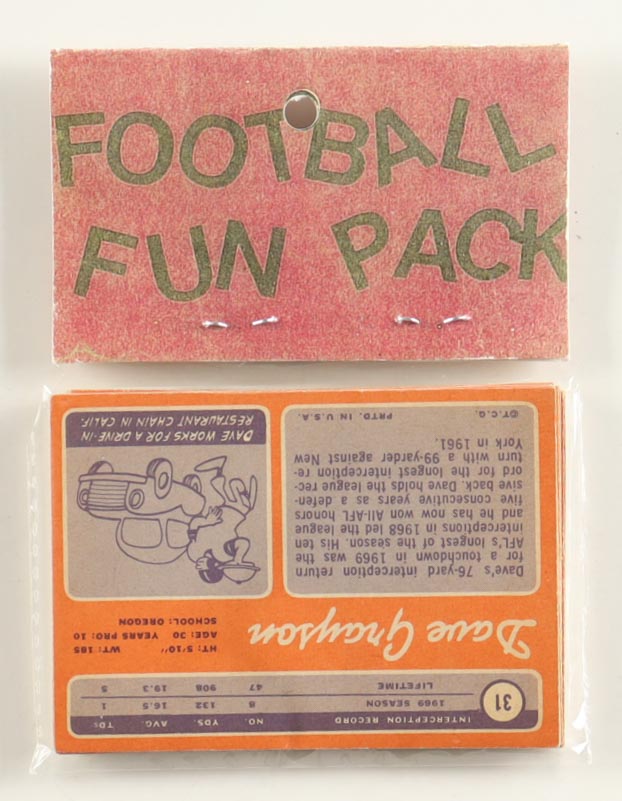 FOOTBALL
FUN PACK
31
INTERCEPTION RECORD NO. YDS AVG. TDs
1969 SEASON 8 132 16.5 1
LIFETIME 47 908 19.3 5
Dave Grayson
HT: 5'10" WT: 185
AGE: 30 YEARS PRO: 10
SCHOOL: OREGON
Dave's 76-yard interception return
for a touchdown in 1969 was the
AFL's longest of the season. His ten
interceptions in 1968 led the league
and he has now won All-AFL honors
five consecutive years as a defen-
sive back. Dave holds the league rec-
ord for the longest interception re-
turn with a 99-yarder against New
York in 1961.
©T.C.G. PRTD. IN U.S.A.
DAVE WORKS FOR A DRIVE-IN
RESTAURANT CHAIN IN CALIF.